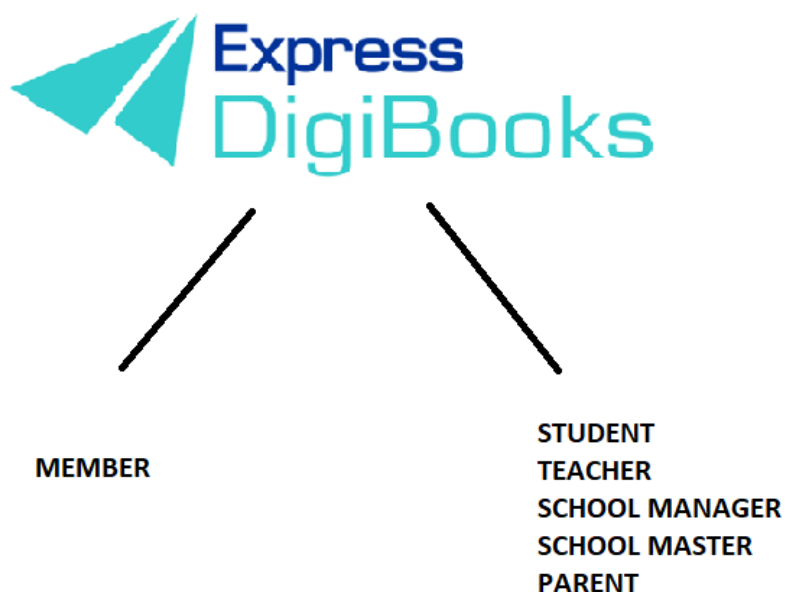 Express
DigiBooks
MEMBER
STUDENT
TEACHER
SCHOOL MANAGER
SCHOOL MASTER
PARENT